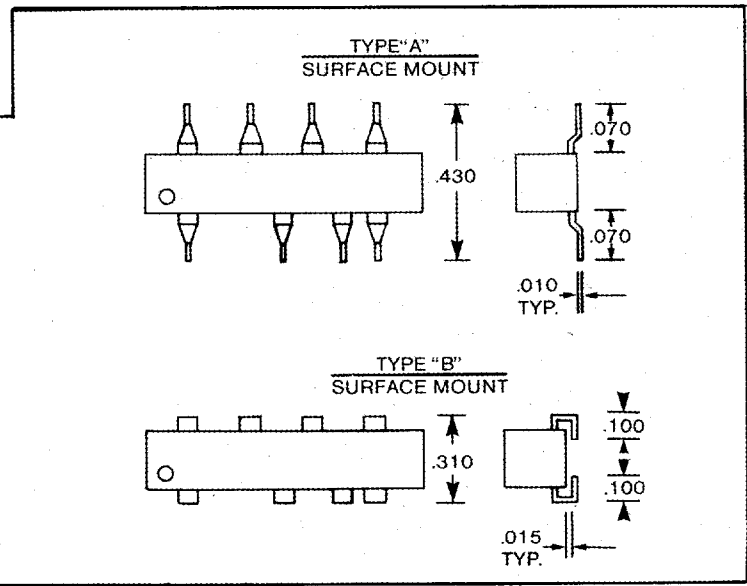 TYPE"A"
SURFACE MOUNT
.070
.430
.070
.010
TYP.
TYPE "B"
SURFACE MOUNT
.100
.310
.100
.015
TYP.